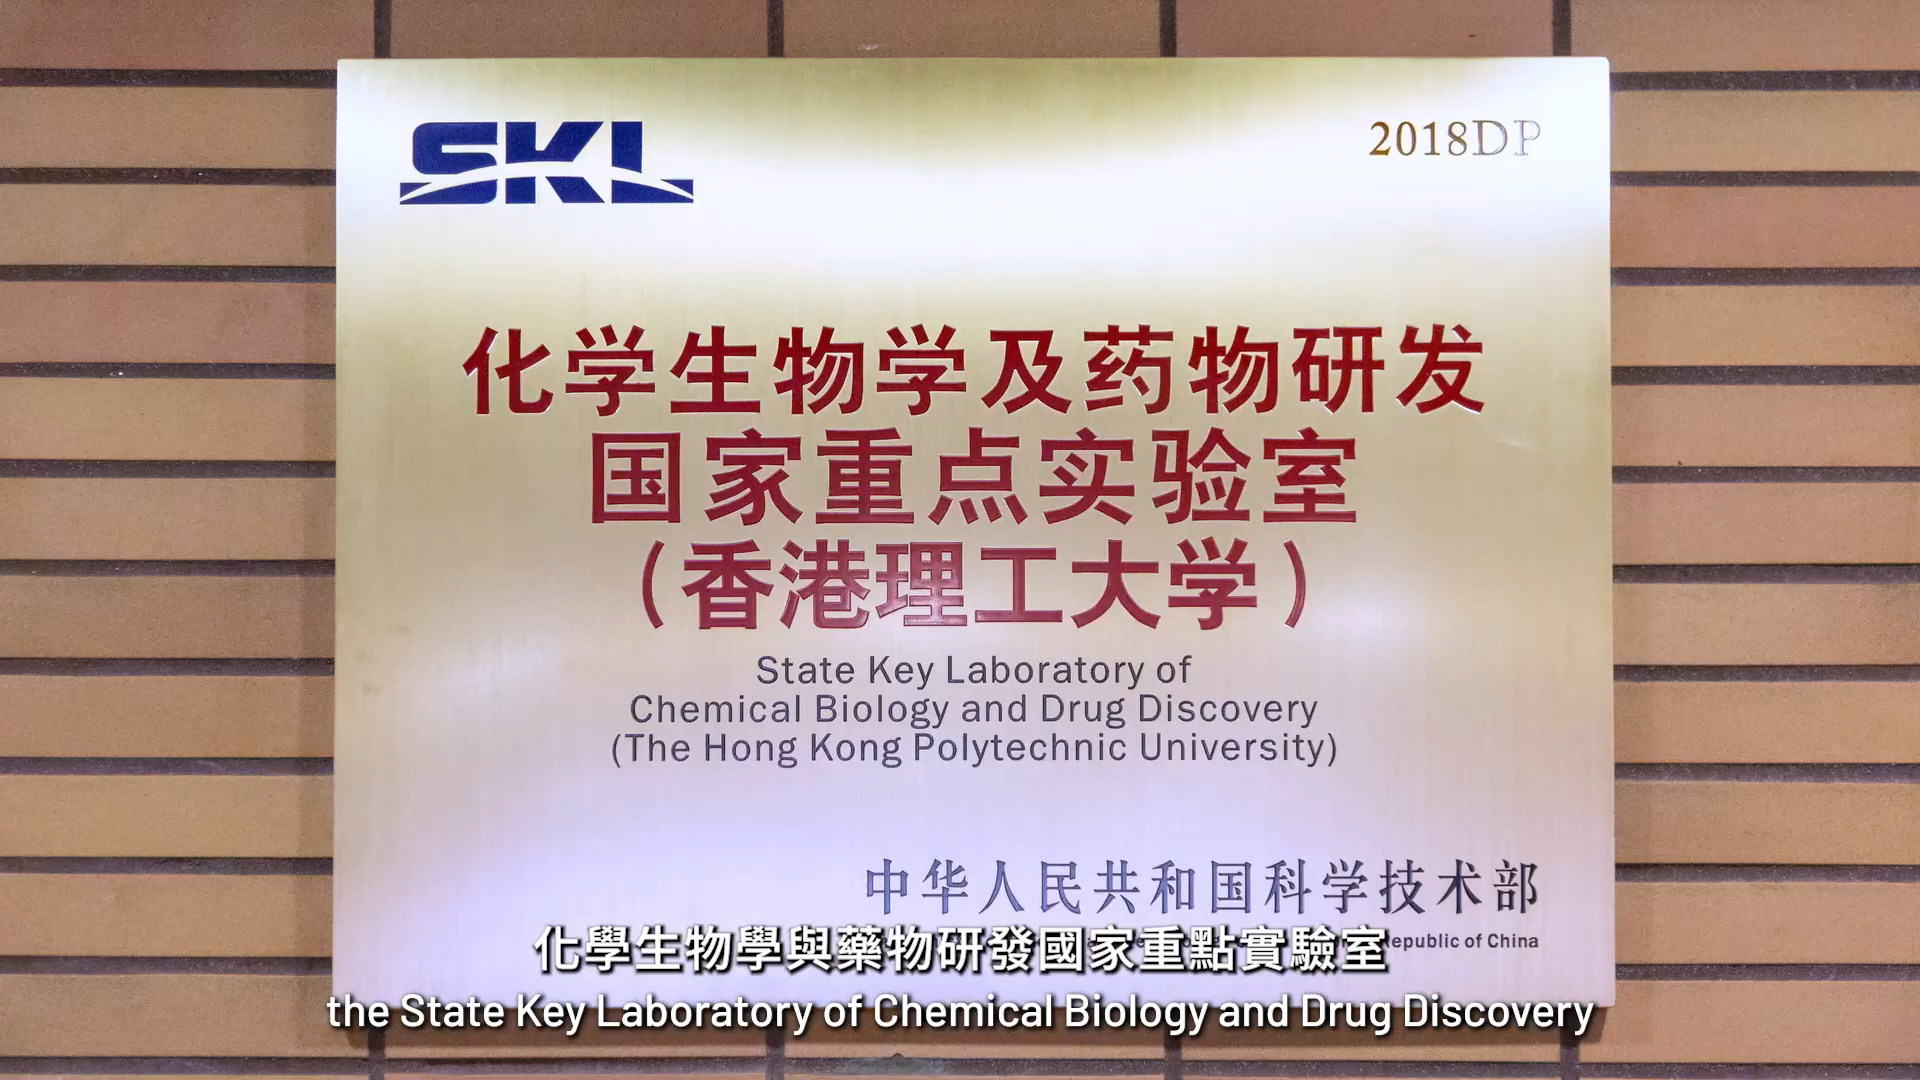 SKL
2018DP
化学生物学及药物研发
国家重点实验室
（香港理工大学）
State Key Laboratory of
Chemical Biology and Drug Discovery
(The Hong Kong Polytechnic University)
中华人民共和国科学技术部
Republic of China
化學生物學與藥物研發國家重點實驗室
the State Key Laboratory of Chemical Biology and Drug Discovery